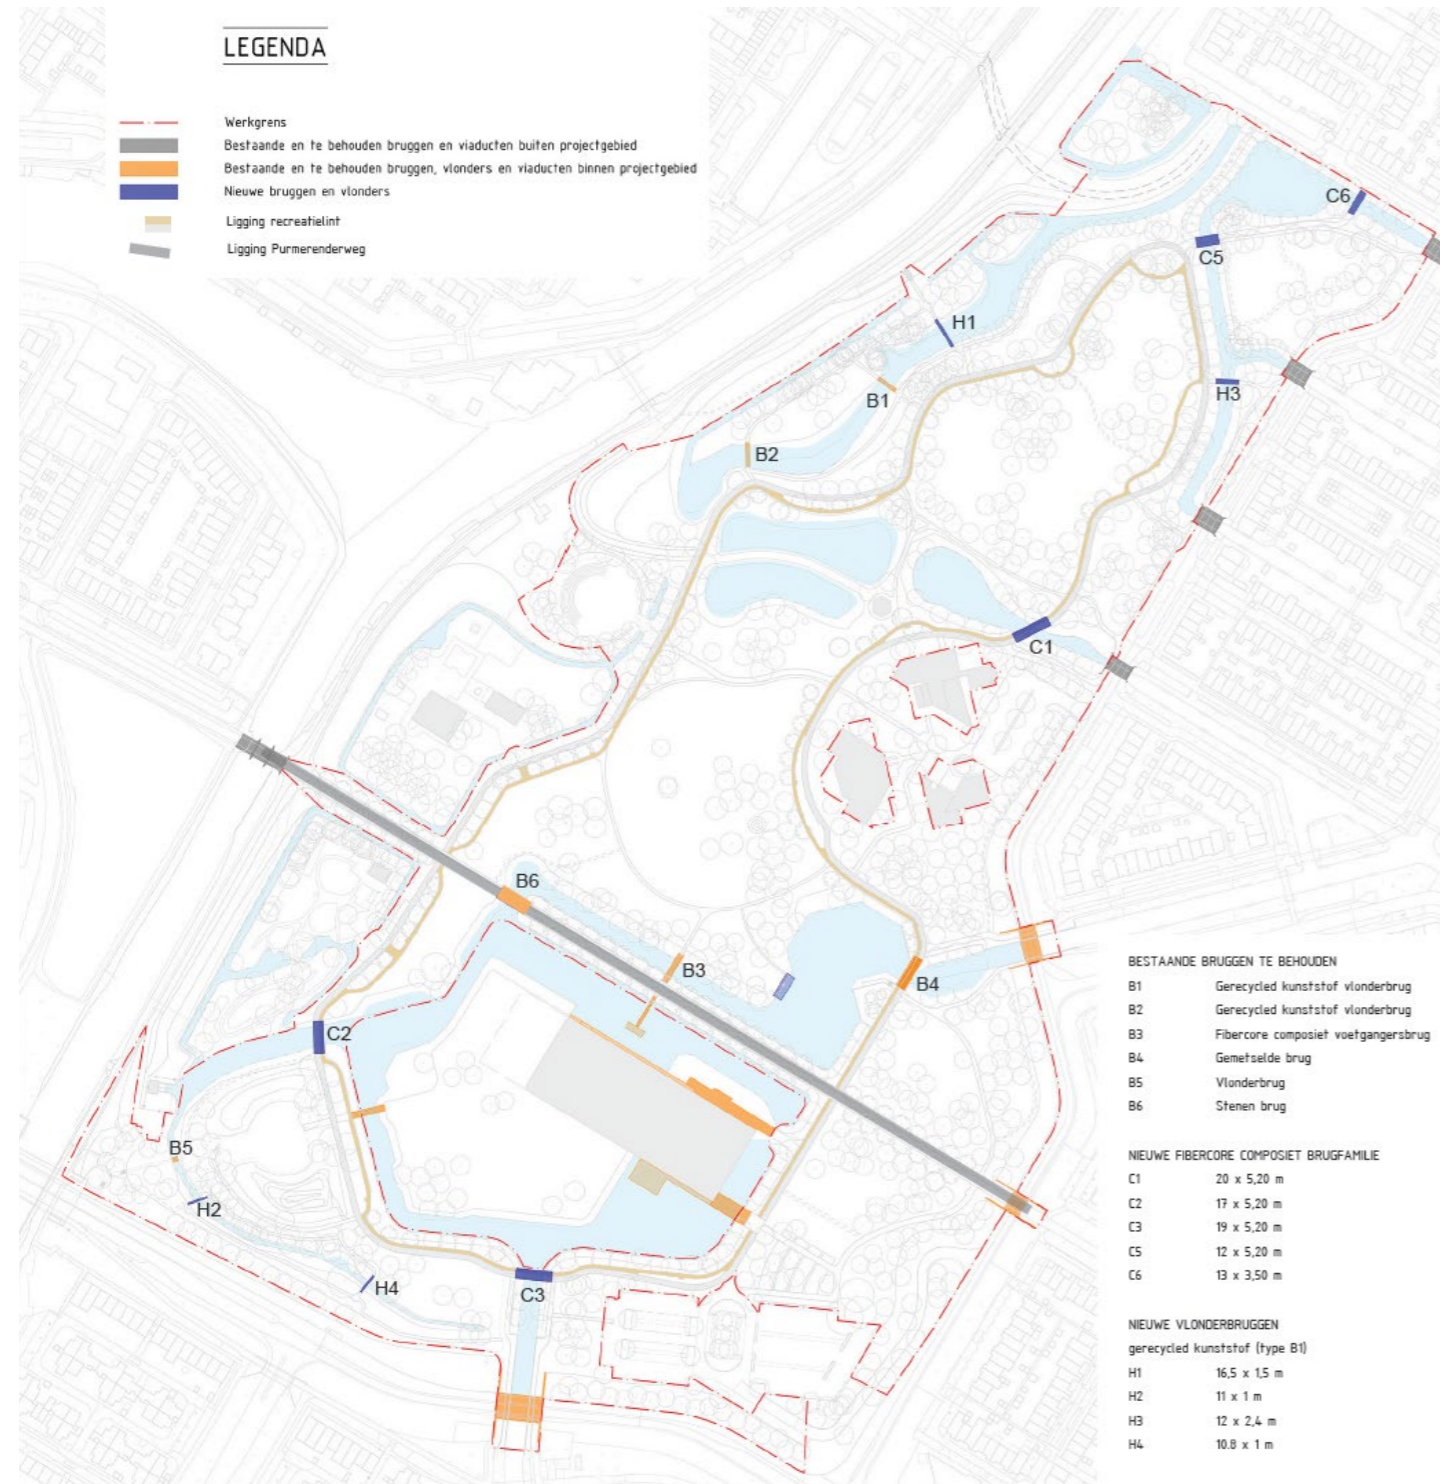 LEGENDA
Werkgrens
Bestaande en te behouden bruggen en viaducten buiten projectgebied
Bestaande en te behouden bruggen, vlonders en viaducten binnen projectgebied
Nieuwe bruggen en vlonders
Ligging recreatielint
Ligging Purmerenderweg
C6
C5
H1
H3
B1
B2
C1
B6
B3
B4
C2
B5
H2
H4
C3
BESTAANDE BRUGGEN TE BEHOUDEN
B1 Gerecycled kunststof vlonderbrug
B2 Gerecycled kunststof vlonderbrug
B3 Fibercore composiet voetgangersbrug
B4 Gemetselde brug
B5 Vlonderbrug
B6 Stenen brug
NIEUWE FIBERCORE COMPOSIET BRUGFAMILIE
C1 20 x 5,20 m
C2 17 x 5,20 m
C3 19 x 5,20 m
C5 12 x 5,20 m
C6 13 x 3,50 m
NIEUWE VLONDERBRUGGEN
gerecycled kunststof (type B1)
H1 16,5 x 1,5 m
H2 11 x 1 m
H3 12 x 2,4 m
H4 10.8 x 1 m